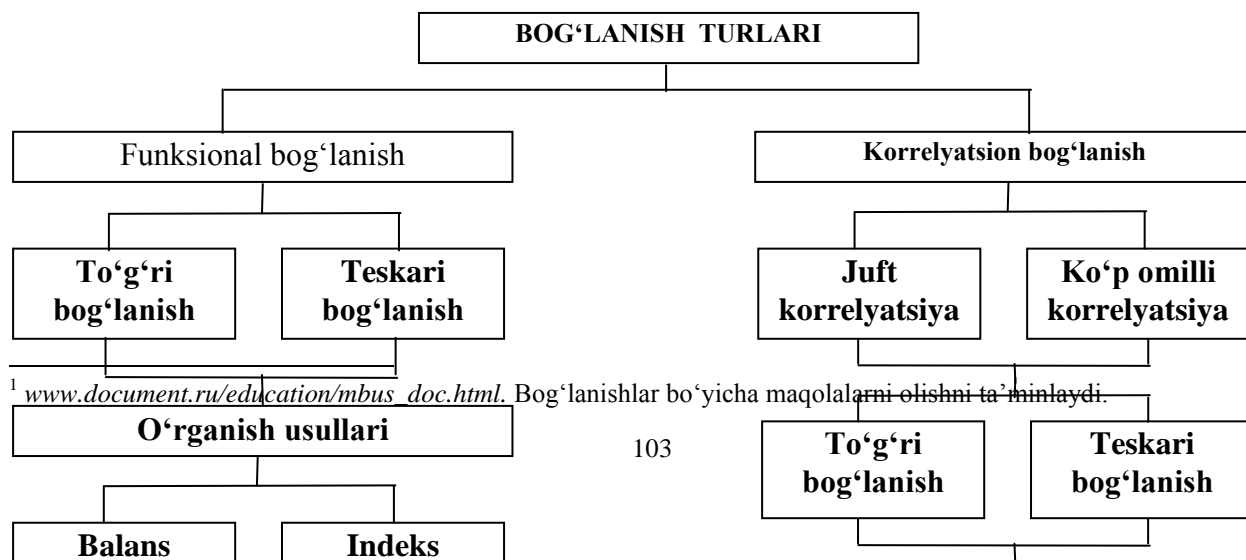 BOG‘LANISH TURLARI
Funksional bog‘lanish
Korrelyatsion bog‘lanish
To‘g‘ri
bog‘lanish
Teskari
bog‘lanish
Juft
korrelyatsiya
Ko‘p omilli
korrelyatsiya
1 www.document.ru/education/mbus_doc.html. Bog‘lanishlar bo‘yicha maqolalarni olishni ta’minlaydi.
O‘rganish usullari
103
To‘g‘ri
bog‘lanish
Teskari
bog‘lanish
Balans
Indeks